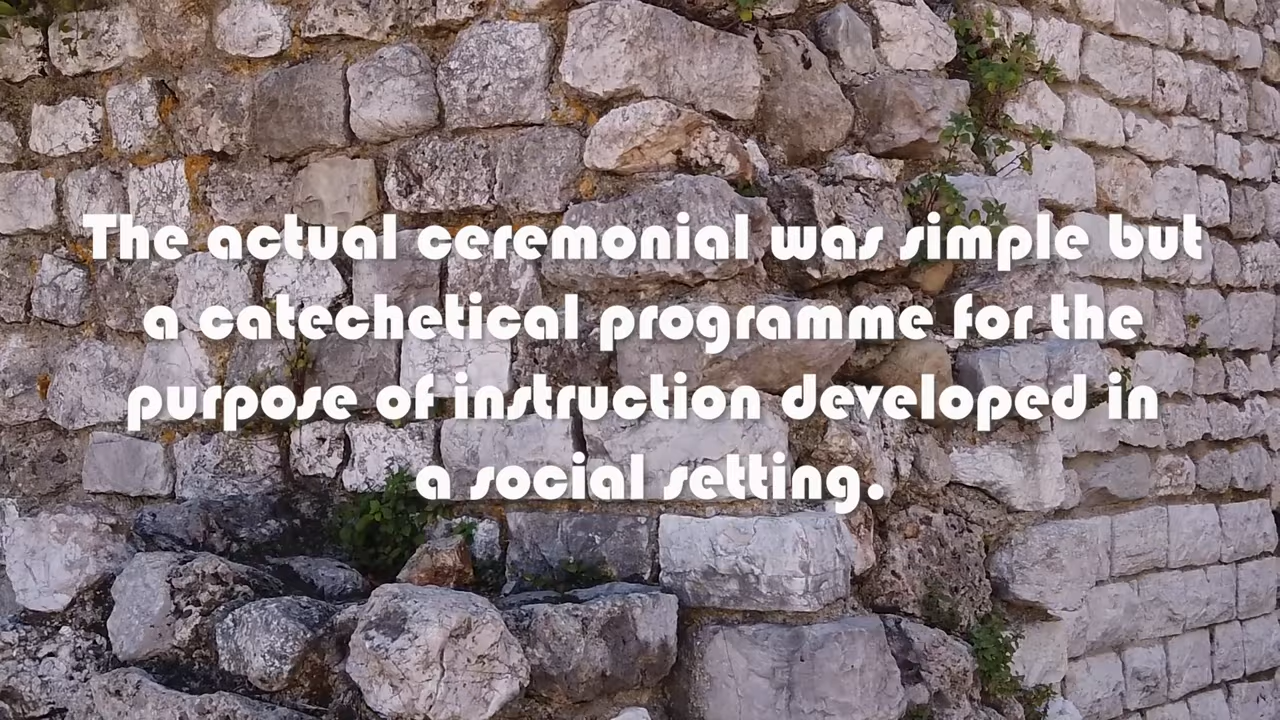 The actual ceremonial was simple but
a catechetical programme for the
purpose of instruction developed in
a social setting.